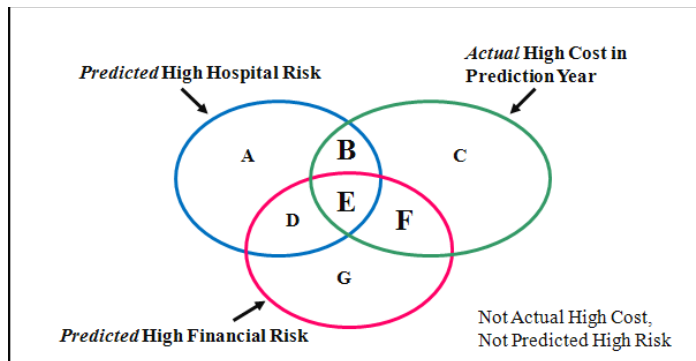 Actual High Cost in
Prediction Year
Predicted High Hospital Risk
A
B
C
D
E
F
G
Predicted High Financial Risk
Not Actual High Cost,
Not Predicted High Risk